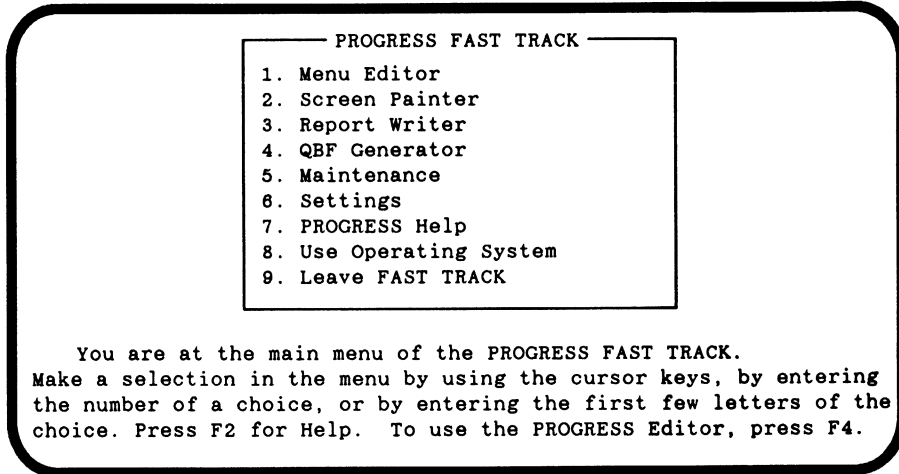 PROGRESS FAST TRACK
1. Menu Editor
2. Screen Painter
3. Report Writer
4. QBF Generator
5. Maintenance
6. Settings
7. PROGRESS Help
8. Use Operating System
9. Leave FAST TRACK
You are at the main menu of the PROGRESS FAST TRACK.
Make a selection in the menu by using the cursor keys, by entering
the number of a choice, or by entering the first few letters of the
choice. Press F2 for Help. To use the PROGRESS Editor, press F4.